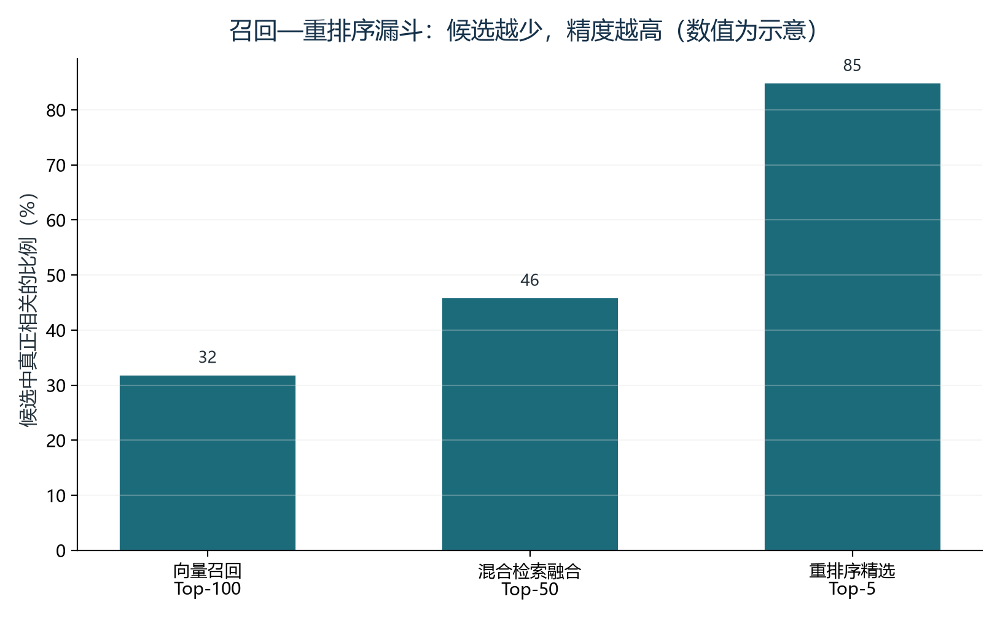 召回—重排序漏斗：候选越少，精度越高（数值为示意）
候选中真正相关的比例（%）
80
70
60
50
40
30
20
10
0
32
46
85
向量召回
Top-100
混合检索融合
Top-50
重排序精选
Top-5